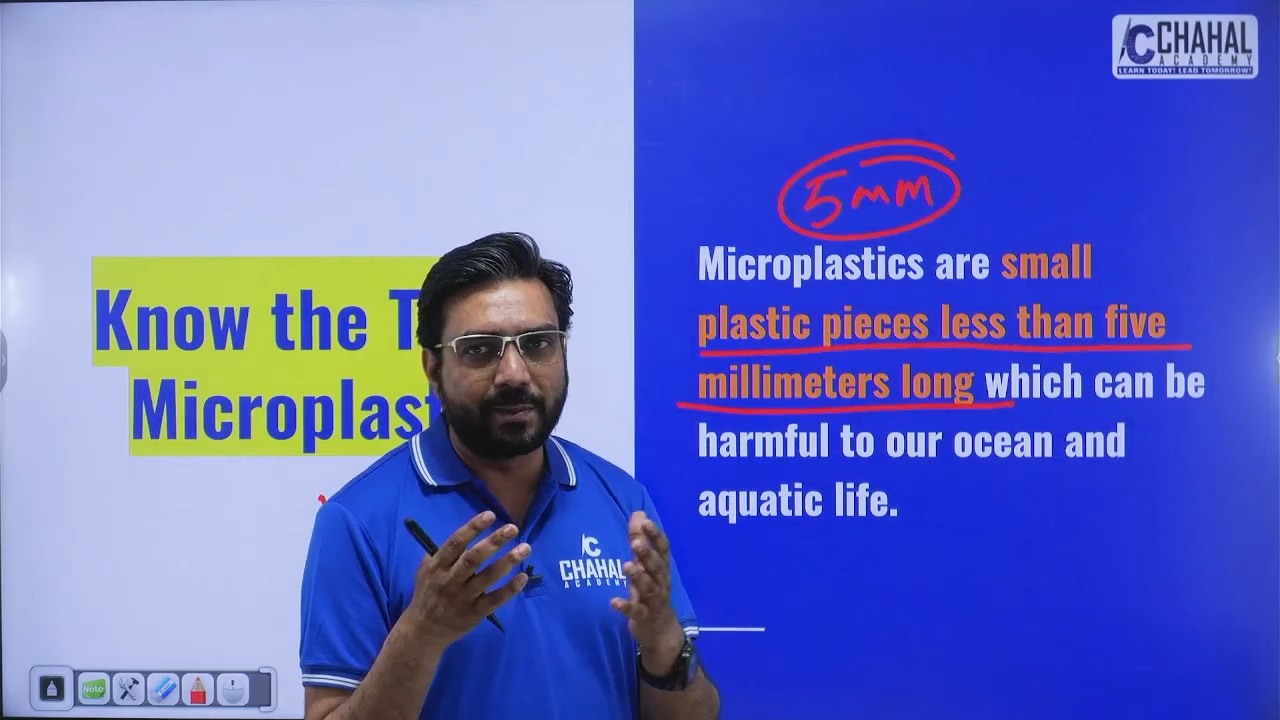 CHAHAL
ACADEMY
LEARN TODAY! LEAD TOMORROW!
5mm
Know the
Microplast
Microplastics are small
plastic pieces less than five
millimeters long which can be
harmful to our ocean and
aquatic life.
CHAHAL
ACADEMY
Note